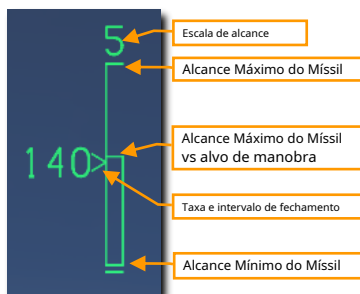 5
Escala de alcance
Alcance Máximo do Míssil
Alcance Máximo do Míssil
vs alvo de manobra
140>
Taxa e intervalo de fechamento
Alcance Mínimo do Míssil